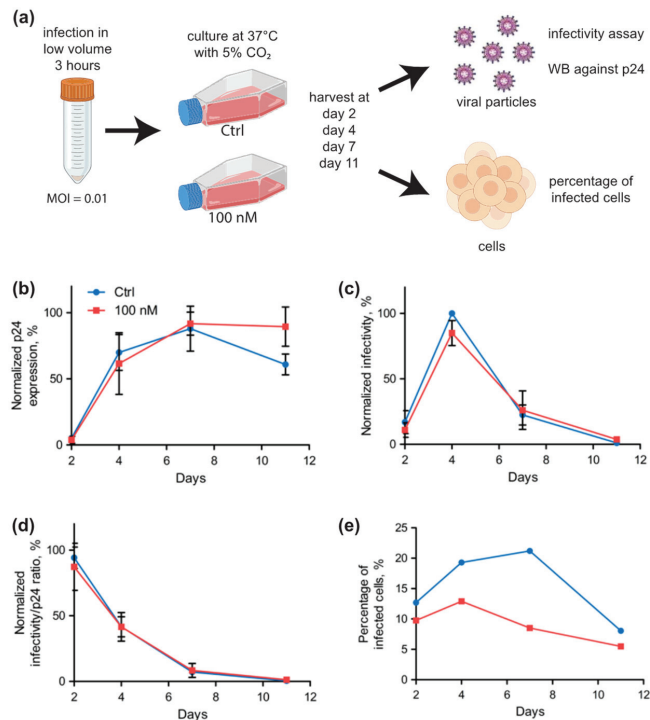 (a)
infection in
low volume
3 hours
MOI = 0.01
culture at 37°C
with 5% CO₂
Ctrl
100 nM
harvest at
day 2
day 4
day 7
day 11
viral particles
infectivity assay
WB against p24
cells
percentage of
infected cells
(b)
Ctrl
100 nM
Normalized p24
expression, %
100
50
0
2 4 6 8 10 12
Days
(c)
Normalized infectivity, %
100
50
0
2 4 6 8 10 12
Days
(d)
Normalized
infectivity/p24 ratio, %
100
50
0
2 4 6 8 10 12
Days
(e)
Percentage of
infected cells, %
25
20
15
10
5
0
2 4 6 8 10 12
Days